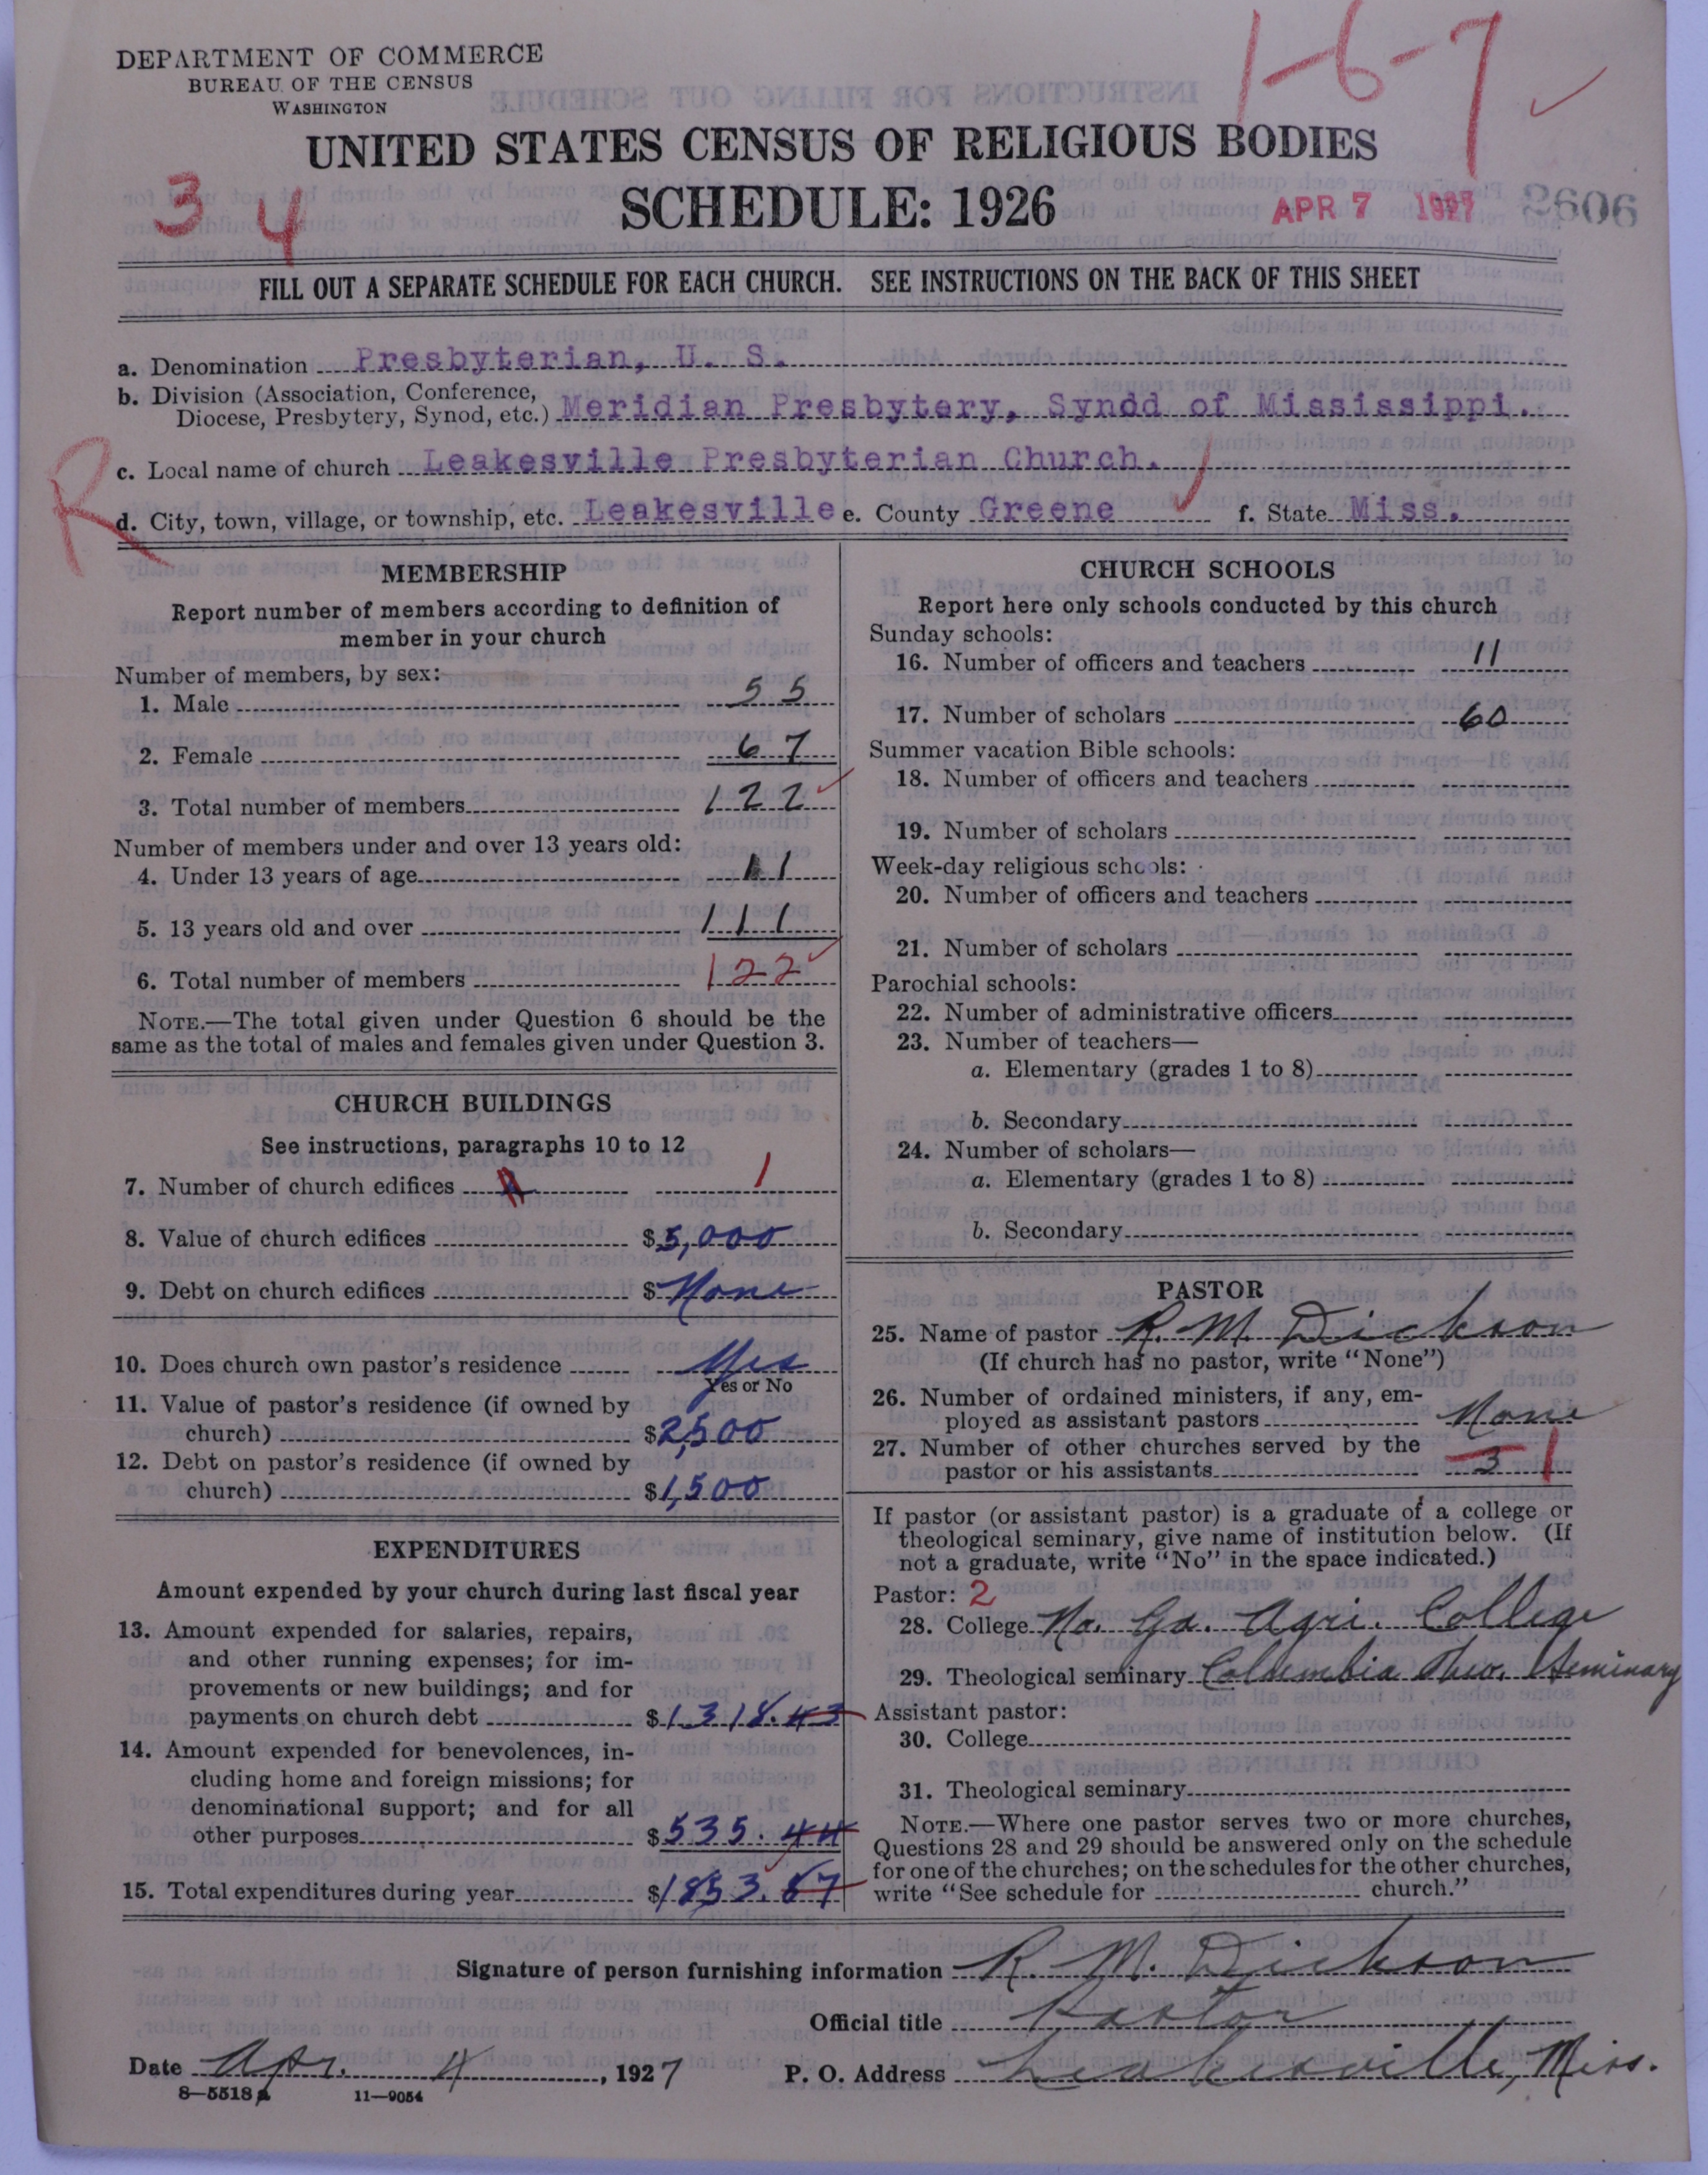 1-6-7 ✓
DEPARTMENT OF COMMERCE
BUREAU OF THE CENSUS
WASHINGTON
UNITED STATES CENSUS OF RELIGIOUS BODIES
3 4
SCHEDULE: 1926
APR 7 1927
2606
FILL OUT A SEPARATE SCHEDULE FOR EACH CHURCH. SEE INSTRUCTIONS ON THE BACK OF THIS SHEET
a. Denomination Presbyterian, U. S.
b. Division (Association, Conference,
Diocese, Presbytery, Synod, etc.) Meridian Presbytery, Synod of Mississippi.
c. Local name of church Leakesville Presbyterian Church.
R
d. City, town, village, or township, etc. Leakesville e. County Greene f. State Miss.
MEMBERSHIP
Report number of members according to definition of
member in your church
Number of members, by sex:
1. Male 55
2. Female 67
3. Total number of members 122
Number of members under and over 13 years old:
4. Under 13 years of age 11
5. 13 years old and over 111
6. Total number of members 122
NOTE.—The total given under Question 6 should be the
same as the total of males and females given under Question 3.
CHURCH BUILDINGS
See instructions, paragraphs 10 to 12
7. Number of church edifices 1
8. Value of church edifices $5,000
9. Debt on church edifices $None
10. Does church own pastor's residence Yes
Yes or No
11. Value of pastor's residence (if owned by
church) $2,500
12. Debt on pastor's residence (if owned by
church) $1,500
EXPENDITURES
Amount expended by your church during last fiscal year
13. Amount expended for salaries, repairs,
and other running expenses; for im-
provements or new buildings; and for
payments on church debt $1318.43
14. Amount expended for benevolences, in-
cluding home and foreign missions; for
denominational support; and for all
other purposes $535.44
15. Total expenditures during year $1853.87
CHURCH SCHOOLS
Report here only schools conducted by this church
Sunday schools:
16. Number of officers and teachers 11
17. Number of scholars 60
Summer vacation Bible schools:
18. Number of officers and teachers
19. Number of scholars
Week-day religious schools:
20. Number of officers and teachers
21. Number of scholars
Parochial schools:
22. Number of administrative officers
23. Number of teachers—
a. Elementary (grades 1 to 8)
b. Secondary
24. Number of scholars—
a. Elementary (grades 1 to 8)
b. Secondary
PASTOR
25. Name of pastor R. M. Dickson
(If church has no pastor, write "None")
26. Number of ordained ministers, if any, em-
ployed as assistant pastors None
27. Number of other churches served by the
pastor or his assistants 3 1
If pastor (or assistant pastor) is a graduate of a college or
theological seminary, give name of institution below. (If
not a graduate, write "No" in the space indicated.)
Pastor: 2
28. College No. Ga. Agri. College
29. Theological seminary Columbia Theo. Seminary
Assistant pastor:
30. College
31. Theological seminary
NOTE.—Where one pastor serves two or more churches,
Questions 28 and 29 should be answered only on the schedule
for one of the churches; on the schedules for the other churches,
write "See schedule for church."
Signature of person furnishing information R. M. Dickson
Official title Pastor
Date Apr. 4, 1927 P. O. Address Leakesville, Miss.
8—5518a 11—9054